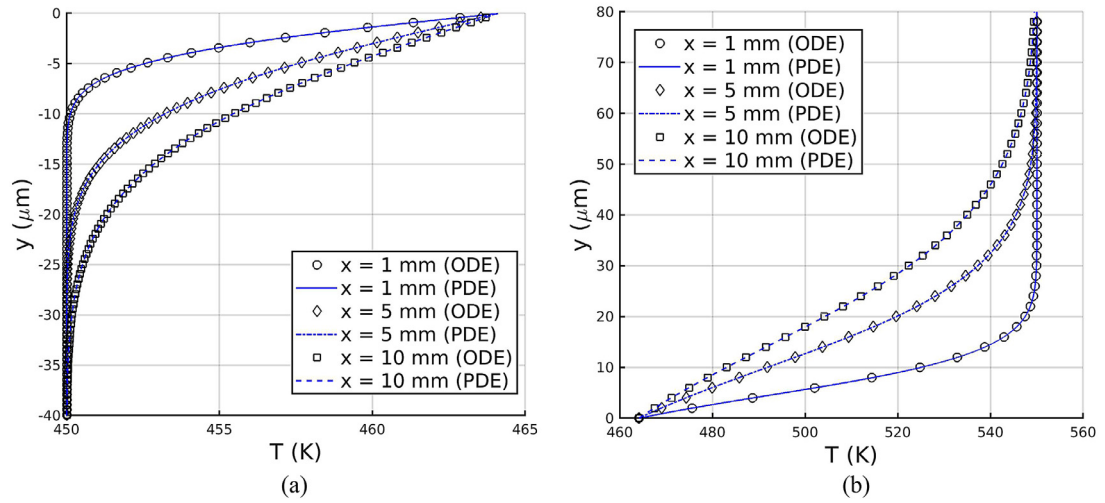 0
-5
-10
-15
-20
-25
-30
-35
-40
y (μm)
x = 1 mm (ODE)
x = 1 mm (PDE)
x = 5 mm (ODE)
x = 5 mm (PDE)
x = 10 mm (ODE)
x = 10 mm (PDE)
450 455 460 465
T (K)
(a)
80
70
60
50
40
30
20
10
0
y (μm)
x = 1 mm (ODE)
x = 1 mm (PDE)
x = 5 mm (ODE)
x = 5 mm (PDE)
x = 10 mm (ODE)
x = 10 mm (PDE)
460 480 500 520 540 560
T (K)
(b)